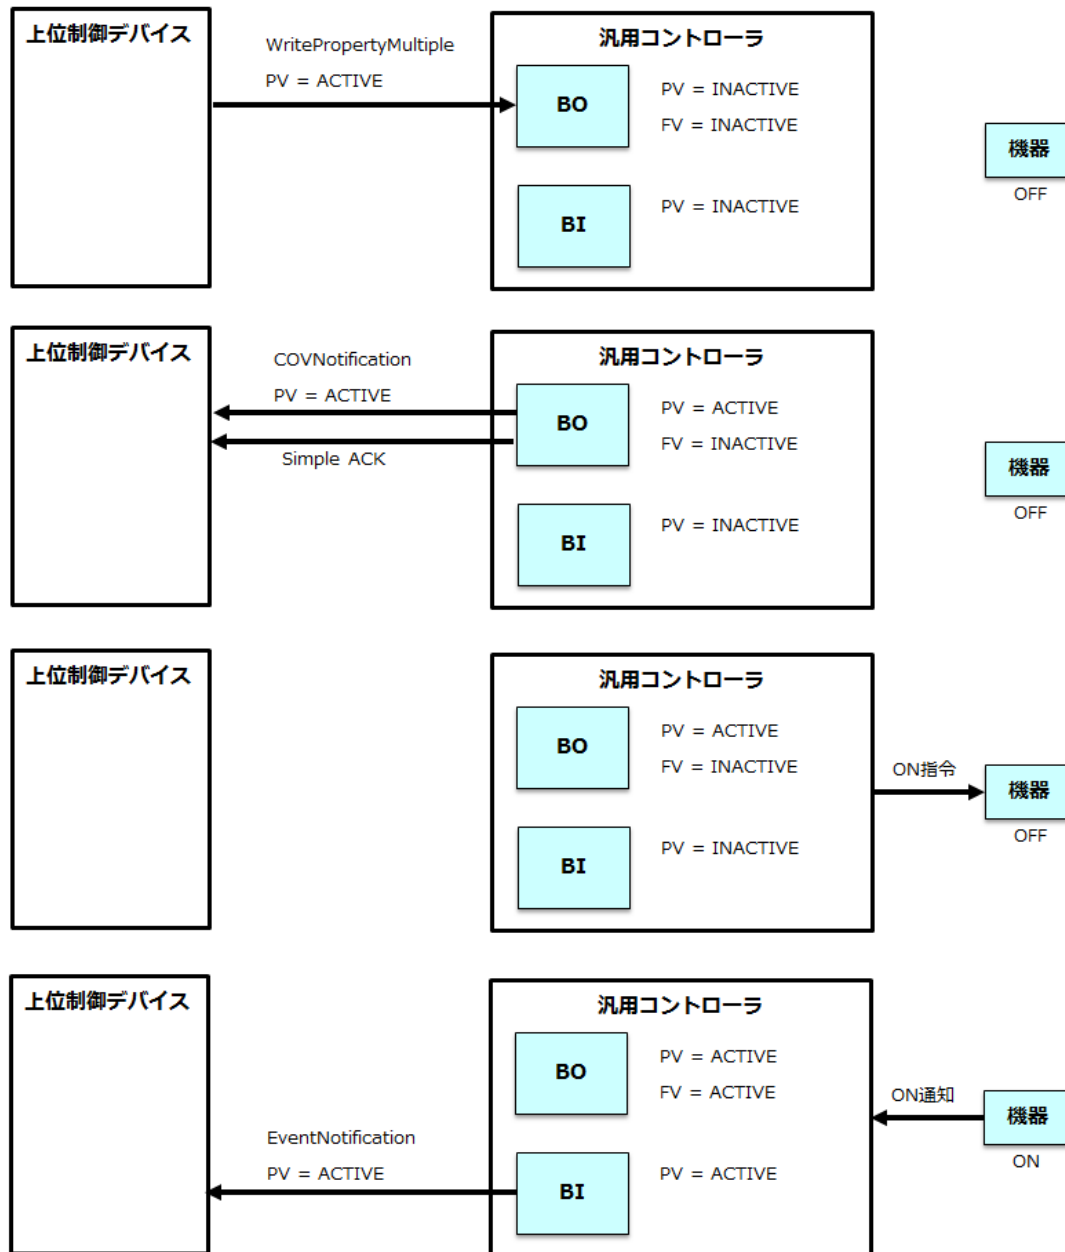 上位制御デバイス
WritePropertyMultiple
PV = ACTIVE
汎用コントローラ
BO
PV = INACTIVE
FV = INACTIVE
BI
PV = INACTIVE
機器
OFF
上位制御デバイス
COVNotification
PV = ACTIVE
Simple ACK
汎用コントローラ
BO
PV = ACTIVE
FV = INACTIVE
BI
PV = INACTIVE
機器
OFF
上位制御デバイス
汎用コントローラ
BO
PV = ACTIVE
FV = INACTIVE
BI
PV = INACTIVE
ON指令
機器
OFF
上位制御デバイス
EventNotification
PV = ACTIVE
汎用コントローラ
BO
PV = ACTIVE
FV = ACTIVE
BI
PV = ACTIVE
ON通知
機器
ON